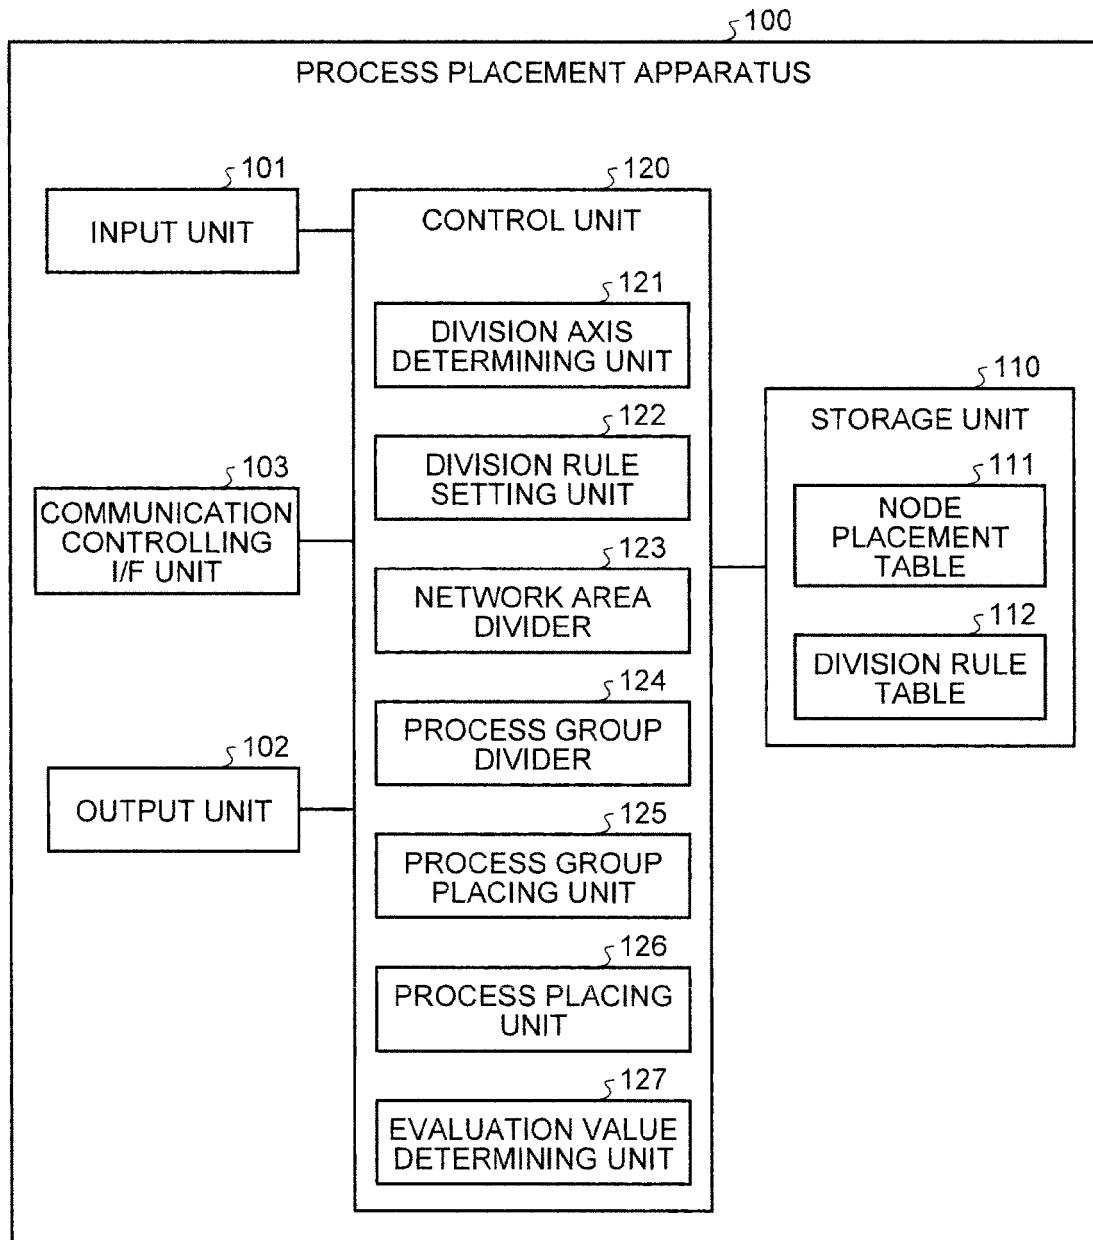 100
PROCESS PLACEMENT APPARATUS
101
INPUT UNIT
103
COMMUNICATION
CONTROLLING
I/F UNIT
102
OUTPUT UNIT
120
CONTROL UNIT
121
DIVISION AXIS
DETERMINING UNIT
122
DIVISION RULE
SETTING UNIT
123
NETWORK AREA
DIVIDER
124
PROCESS GROUP
DIVIDER
125
PROCESS GROUP
PLACING UNIT
126
PROCESS PLACING
UNIT
127
EVALUATION VALUE
DETERMINING UNIT
110
STORAGE UNIT
111
NODE
PLACEMENT
TABLE
112
DIVISION RULE
TABLE